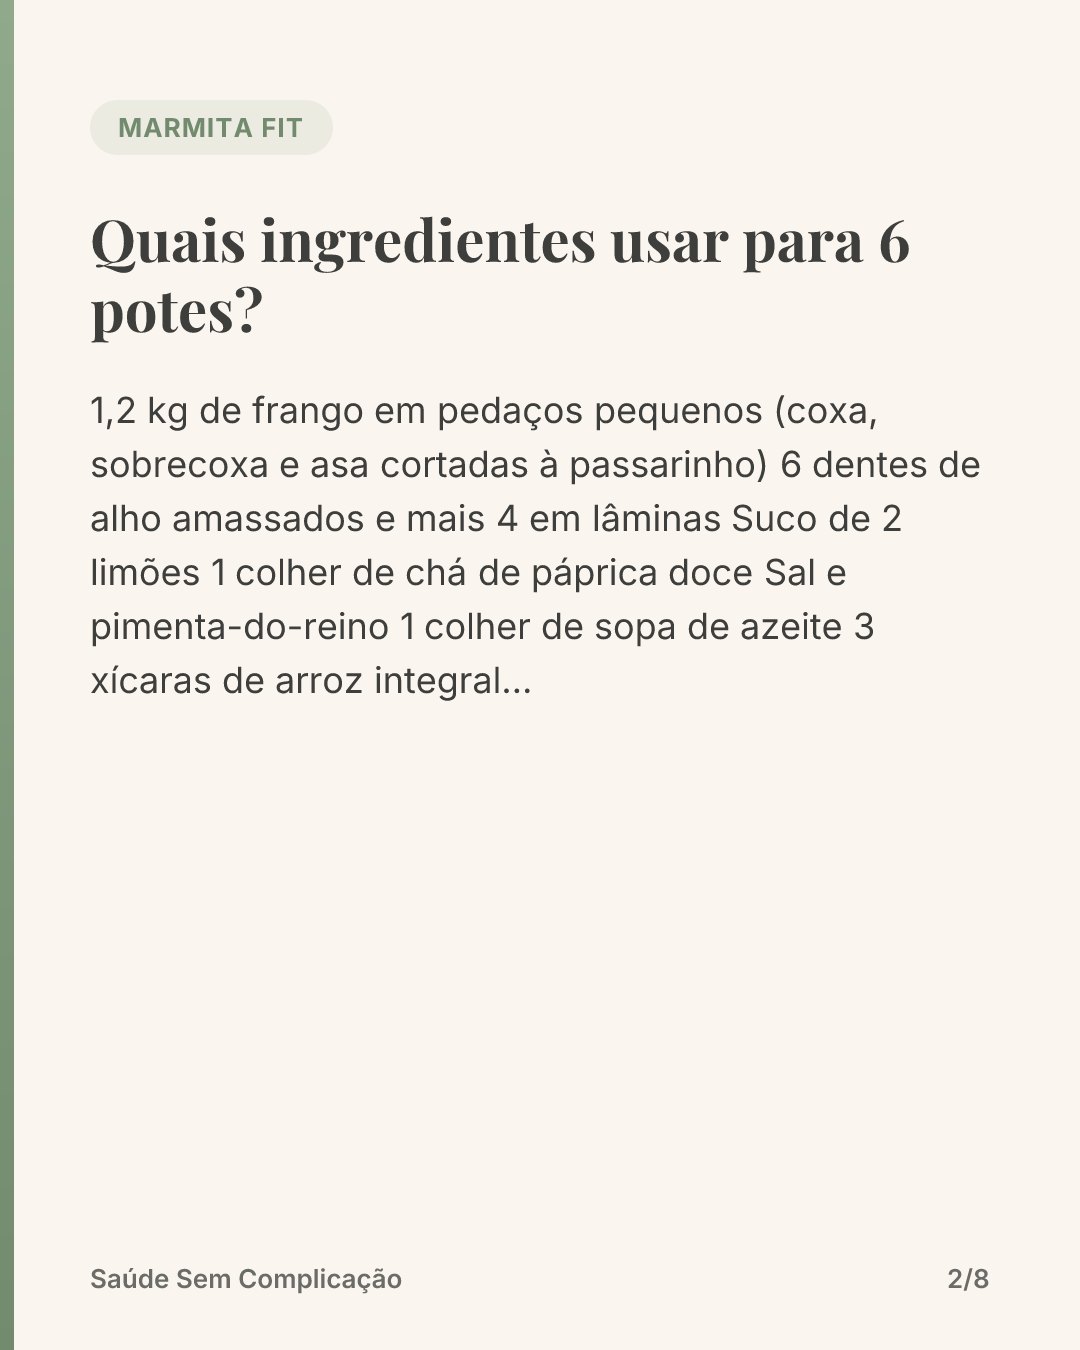 MARMITA FIT
Quais ingredientes usar para 6
potes?
1,2 kg de frango em pedaços pequenos (coxa,
sobrecoxa e asa cortadas à passarinho) 6 dentes de
alho amassados e mais 4 em lâminas Suco de 2
limões 1 colher de chá de páprica doce Sal e
pimenta-do-reino 1 colher de sopa de azeite 3
xícaras de arroz integral...
Saúde Sem Complicação
2/8